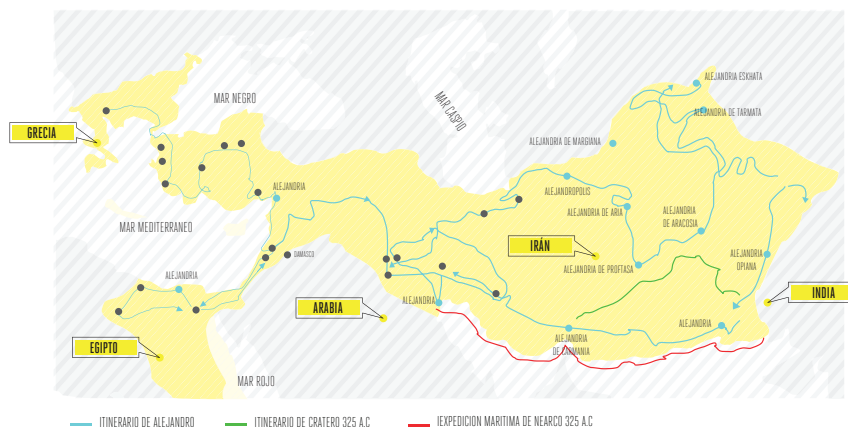 ALEJANDRIA ESKHATA
MAR NEGRO
MAR CASPIO
ALEJANDRIA DE TARMATA
GRECIA
ALEJANDRIA DE MARGIANA
ALEJANDRIA
ALEJANDROPOLIS
ALEJANDRIA DE ARIA
ALEJANDRIA
DE ARACOSIA
MAR MEDITERRANEO
IRÁN
DAMASCO
ALEJANDRIA
OPIANA
ALEJANDRIA DE PROFTASA
ALEJANDRIA
INDIA
ALEJANDRIA
ARABIA
ALEJANDRIA
ALEJANDRIA
DE CARMANIA
EGIPTO
MAR ROJO
ITINERARIO DE ALEJANDRO
ITINERARIO DE CRATERO 325 A.C
IEXPEDICION MARITIMA DE NEARCO 325 A.C